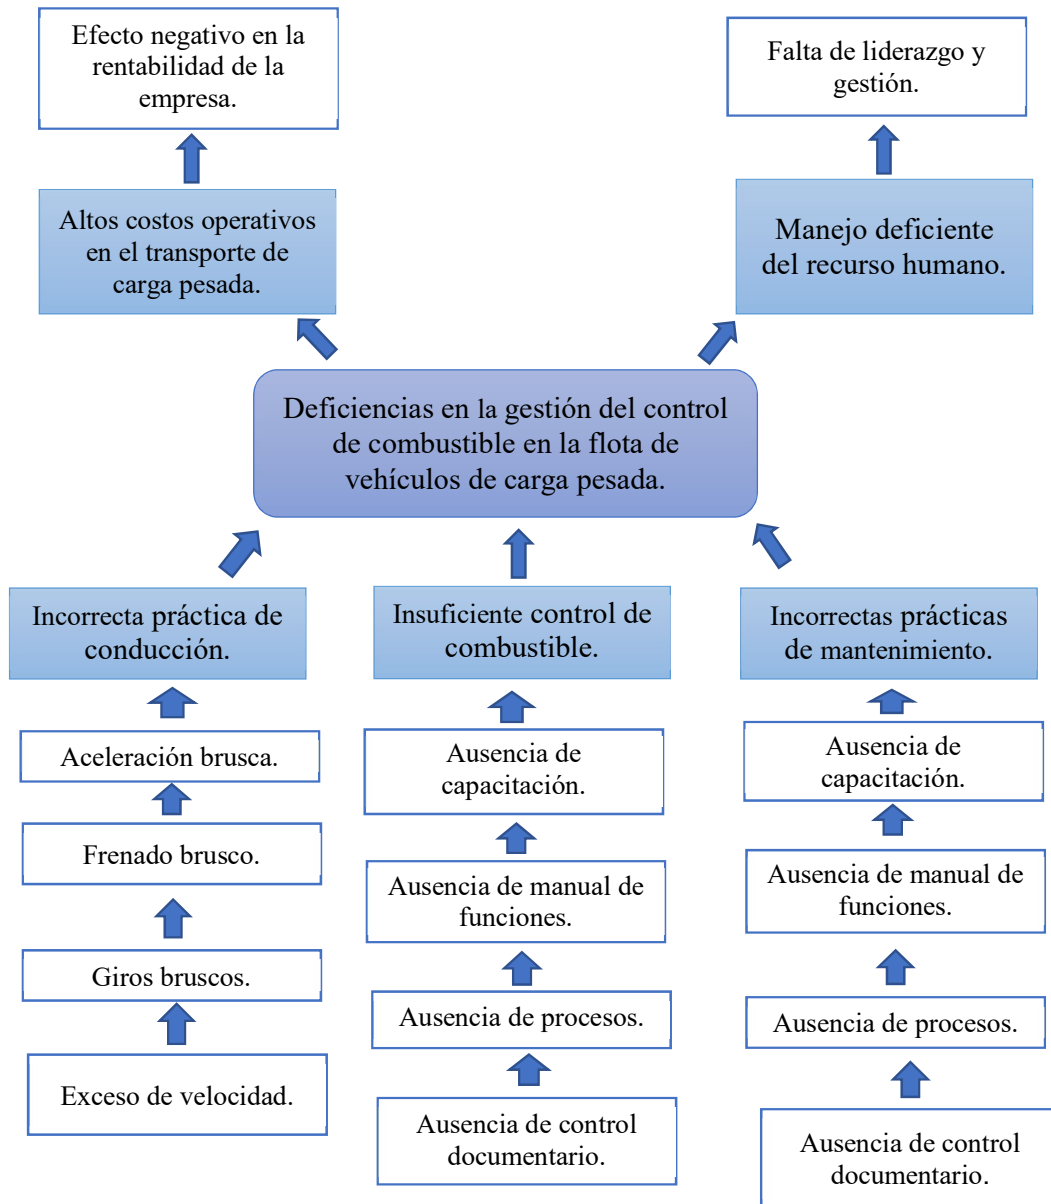 Efecto negativo en la
rentabilidad de la
empresa.
Falta de liderazgo y
gestión.
Altos costos operativos
en el transporte de
carga pesada.
Manejo deficiente
del recurso humano.
Deficiencias en la gestión del control
de combustible en la flota de
vehículos de carga pesada.
Incorrecta práctica de
conducción.
Insuficiente control de
combustible.
Incorrectas prácticas
de mantenimiento.
Aceleración brusca.
Frenado brusco.
Giros bruscos.
Exceso de velocidad.
Ausencia de
capacitación.
Ausencia de manual de
funciones.
Ausencia de procesos.
Ausencia de control
documentario.
Ausencia de
capacitación.
Ausencia de manual de
funciones.
Ausencia de procesos.
Ausencia de control
documentario.